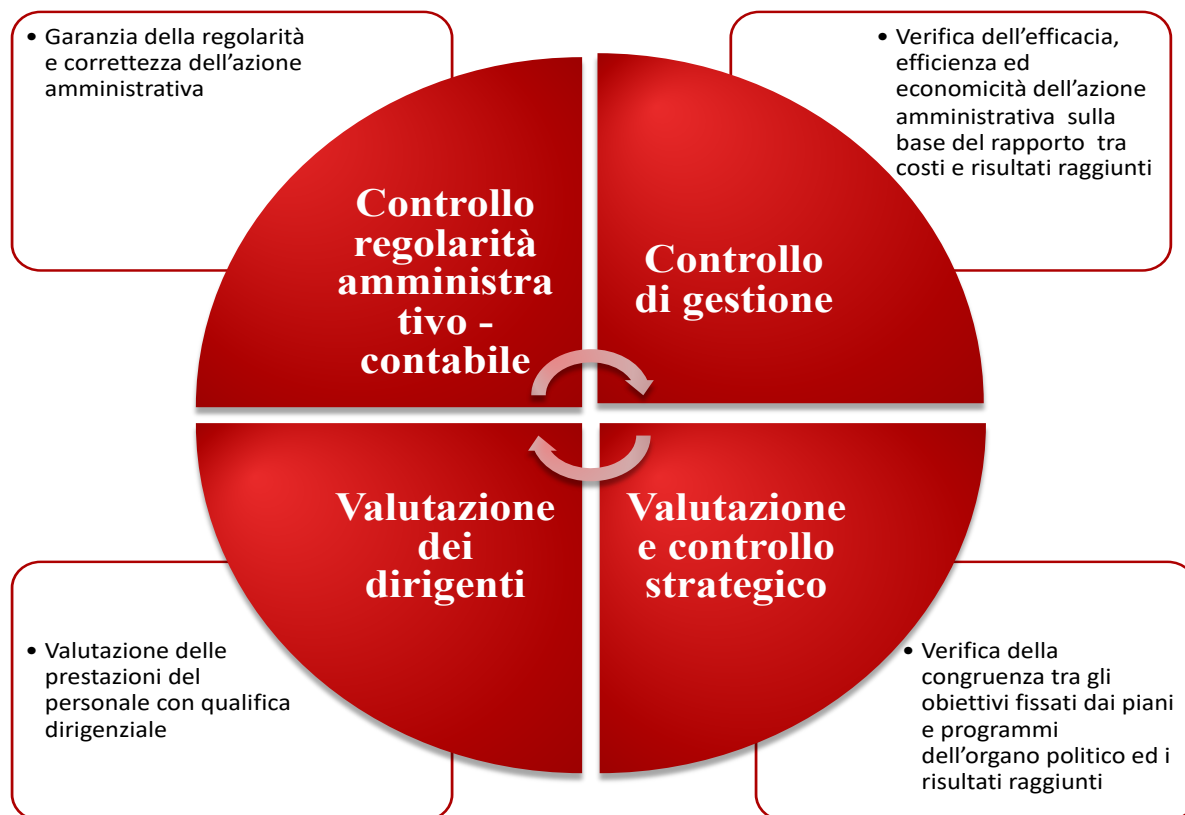 • Garanzia della regolarità
e correttezza dell’azione
amministrativa
• Verifica dell’efficacia,
efficienza ed
economicità dell’azione
amministrativa sulla
base del rapporto tra
costi e risultati raggiunti
Controllo
regolarità
amministra
tivo -
contabile
Controllo
di gestione
Valutazione
dei
dirigenti
Valutazione
e controllo
strategico
• Valutazione delle
prestazioni del
personale con qualifica
dirigenziale
• Verifica della
congruenza tra gli
obiettivi fissati dai piani
e programmi
dell’organo politico ed i
risultati raggiunti